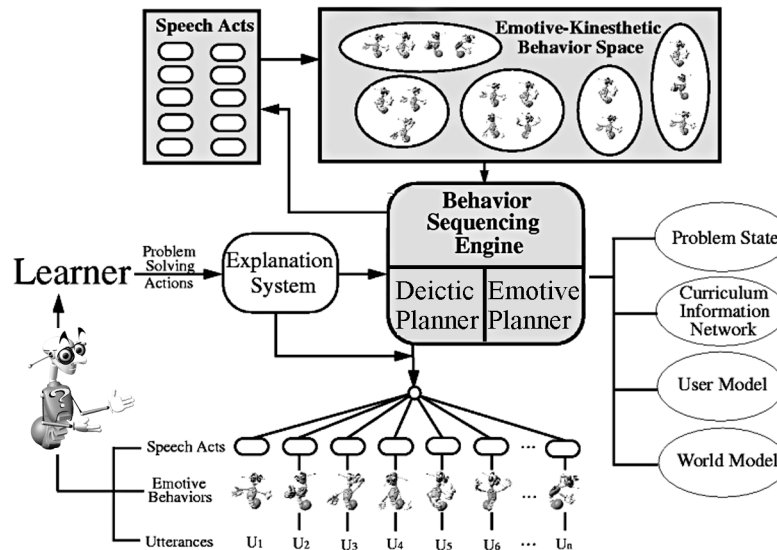 Speech Acts
Emotive-Kinesthetic
Behavior Space
Behavior
Sequencing
Engine
Deictic
Planner
Emotive
Planner
Learner
Problem
Solving
Actions
Explanation
System
Problem State
Curriculum
Information
Network
User Model
World Model
?
Speech Acts
...
Emotive
Behaviors
...
Utterances
U1 U2 U3 U4 U5 U6 ... Un